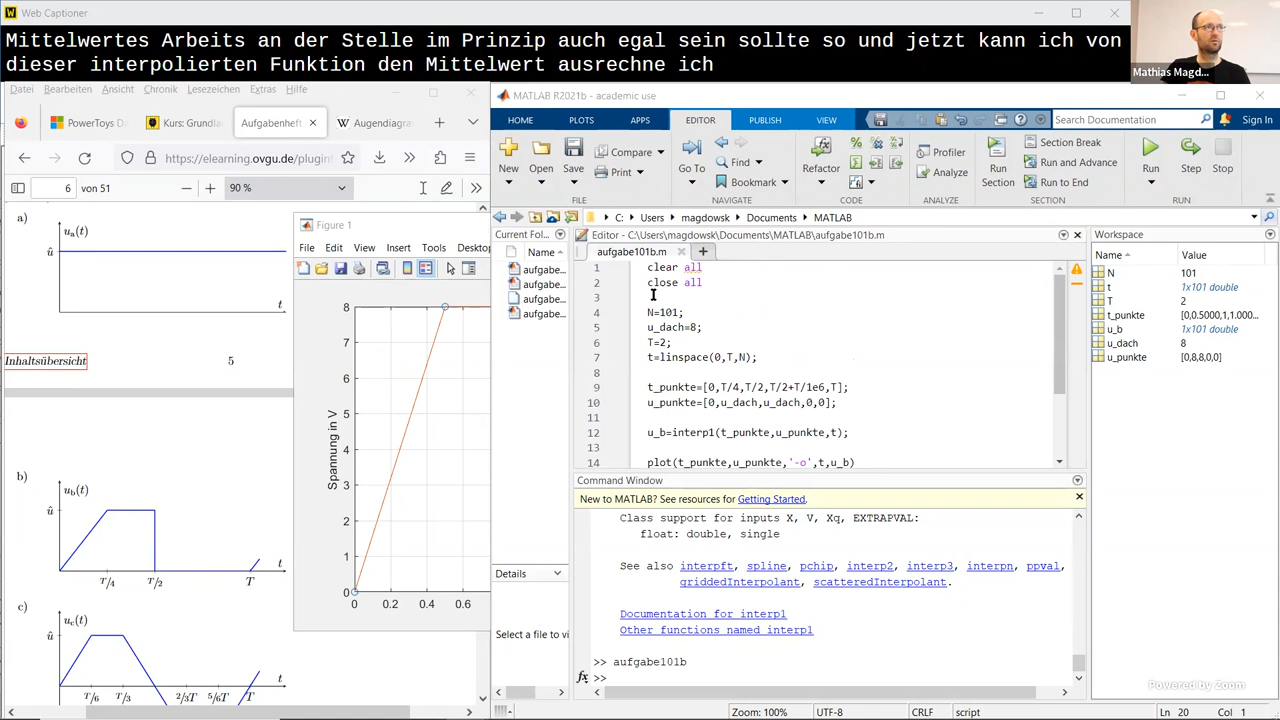 Web Captioner
Mittelwertes Arbeits an der Stelle im Prinzip auch egal sein sollte so und jetzt kann ich von
dieser interpolierten Funktion den Mittelwert ausrechne ich
Mathias Magd...
Datei Bearbeiten Ansicht Chronik Lesezeichen Extras Hilfe
PowerToys D Kurs: Grundla Aufgabenheft Augendiagra
https://elearning.ovgu.de/plugin
6 von 51 90 %
a)
ua(t)
û
t
Inhaltsübersicht 5
b)
ub(t)
û
T/4 T/2 T t
c)
uc(t)
û
T/6 T/3 2/3T 5/6T T t
Figure 1
File Edit View Insert Tools Desktop
Spannung in V
8
7
6
5
4
3
2
1
0
0 0.2 0.4 0.6
MATLAB R2021b - academic use
HOME PLOTS APPS EDITOR PUBLISH VIEW
Search Documentation Sign In
New Open Save Compare Print Go To Find Bookmark Refactor Profiler Analyze Run Section Section Break Run and Advance Run to End Run Step Stop
FILE NAVIGATE CODE ANALYZE SECTION RUN
C: Users magdowsk Documents MATLAB
Current Fol...
Name
aufgabe...
aufgabe...
aufgabe...
aufgabe...
Details
Select a file to vi
Editor - C:\Users\magdowsk\Documents\MATLAB\aufgabe101b.m
aufgabe101b.m
1 clear all
2 close all
3
4 N=101;
5 u_dach=8;
6 T=2;
7 t=linspace(0,T,N);
8
9 t_punkte=[0,T/4,T/2,T/2+T/1e6,T];
10 u_punkte=[0,u_dach,u_dach,0,0];
11
12 u_b=interp1(t_punkte,u_punkte,t);
13
14 plot(t_punkte,u_punkte,'-o',t,u_b)
Command Window
New to MATLAB? See resources for Getting Started.
Class support for inputs X, V, Xq, EXTRAPVAL:
float: double, single
See also interpft, spline, pchip, interp2, interp3, interpn, ppval,
griddedInterpolant, scatteredInterpolant.
Documentation for interp1
Other functions named interp1
>> aufgabe101b
fx >>
Workspace
Name Value
N 101
t 1x101 double
T 2
t_punkte [0,0.5000,1,1.000...
u_b 1x101 double
u_dach 8
u_punkte [0,8,8,0,0]
Powered by Zoom
Zoom: 100% UTF-8 CRLF script Ln 20 Col 1